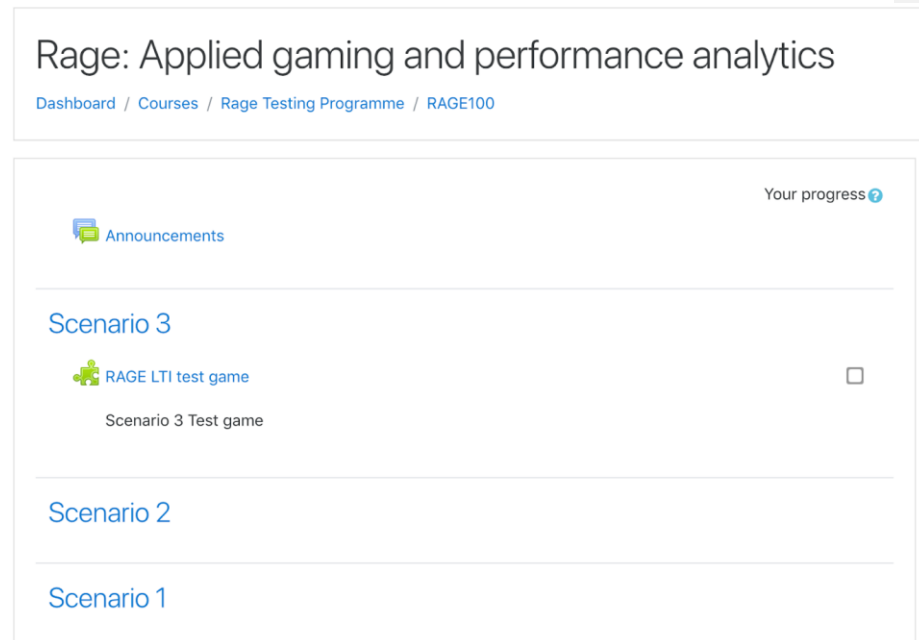 Rage: Applied gaming and performance analytics
Dashboard / Courses / Rage Testing Programme / RAGE100
Your progress
Announcements
Scenario 3
RAGE LTI test game
Scenario 3 Test game
Scenario 2
Scenario 1